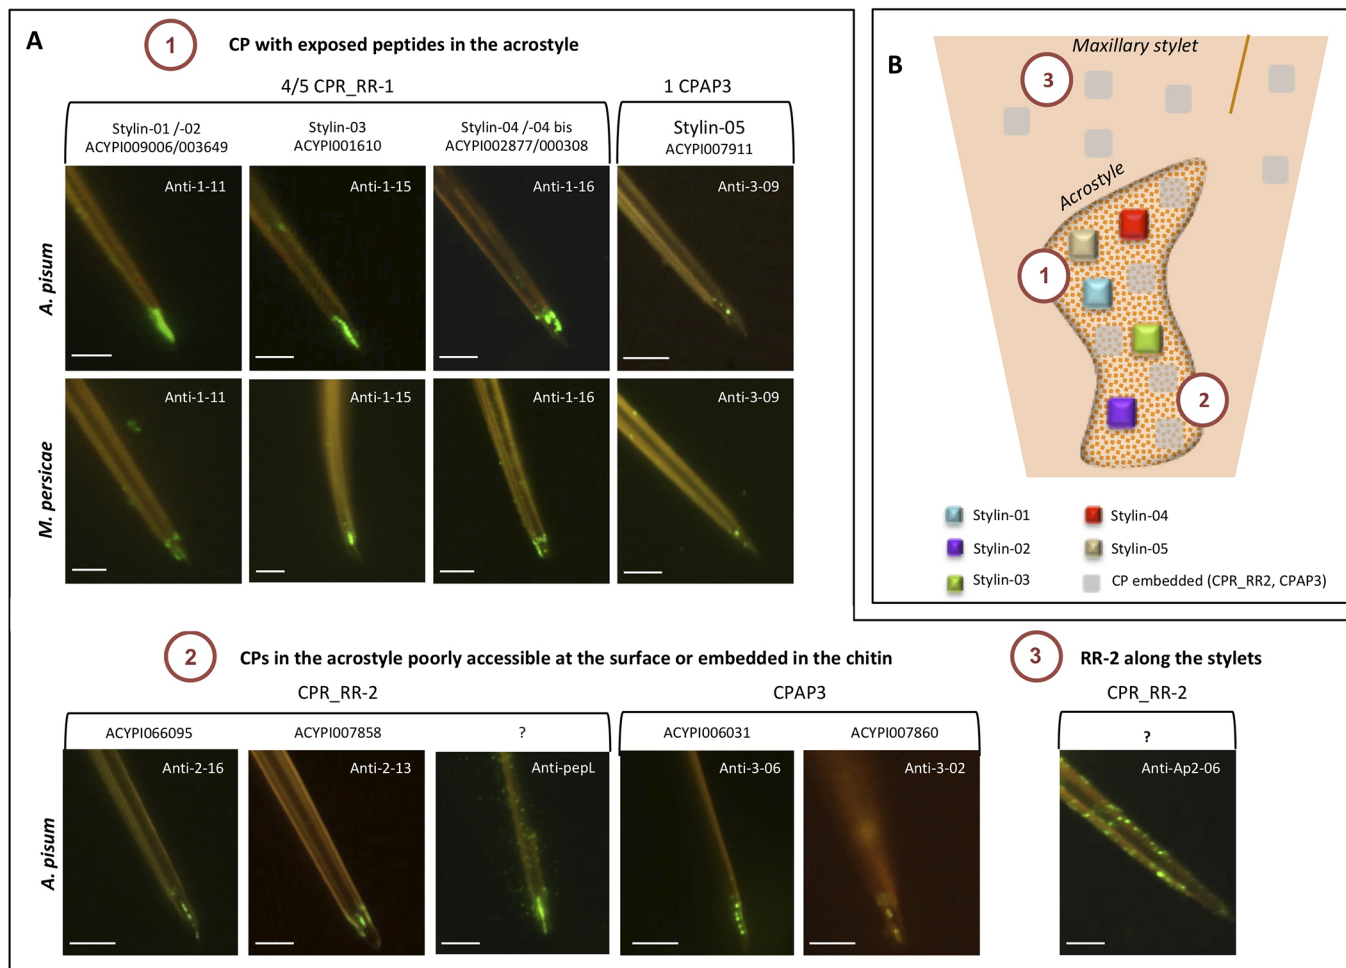 A
1
CP with exposed peptides in the acrostyle
4/5 CPR_RR-1
1 CPAP3
Stylin-01 /-02
ACYPI009006/003649
Stylin-03
ACYPI001610
Stylin-04 /-04 bis
ACYPI002877/000308
Stylin-05
ACYPI007911
A. pisum
Anti-1-11
Anti-1-15
Anti-1-16
Anti-3-09
M. persicae
Anti-1-11
Anti-1-15
Anti-1-16
Anti-3-09
B
Maxillary stylet
3
Acrostyle
1
2
Stylin-01
Stylin-04
Stylin-02
Stylin-05
Stylin-03
CP embedded (CPR_RR2, CPAP3)
2
CPs in the acrostyle poorly accessible at the surface or embedded in the chitin
CPR_RR-2
CPAP3
ACYPI066095
ACYPI007858
?
ACYPI006031
ACYPI007860
A. pisum
Anti-2-16
Anti-2-13
Anti-pepL
Anti-3-06
Anti-3-02
3
RR-2 along the stylets
CPR_RR-2
?
Anti-Ap2-06